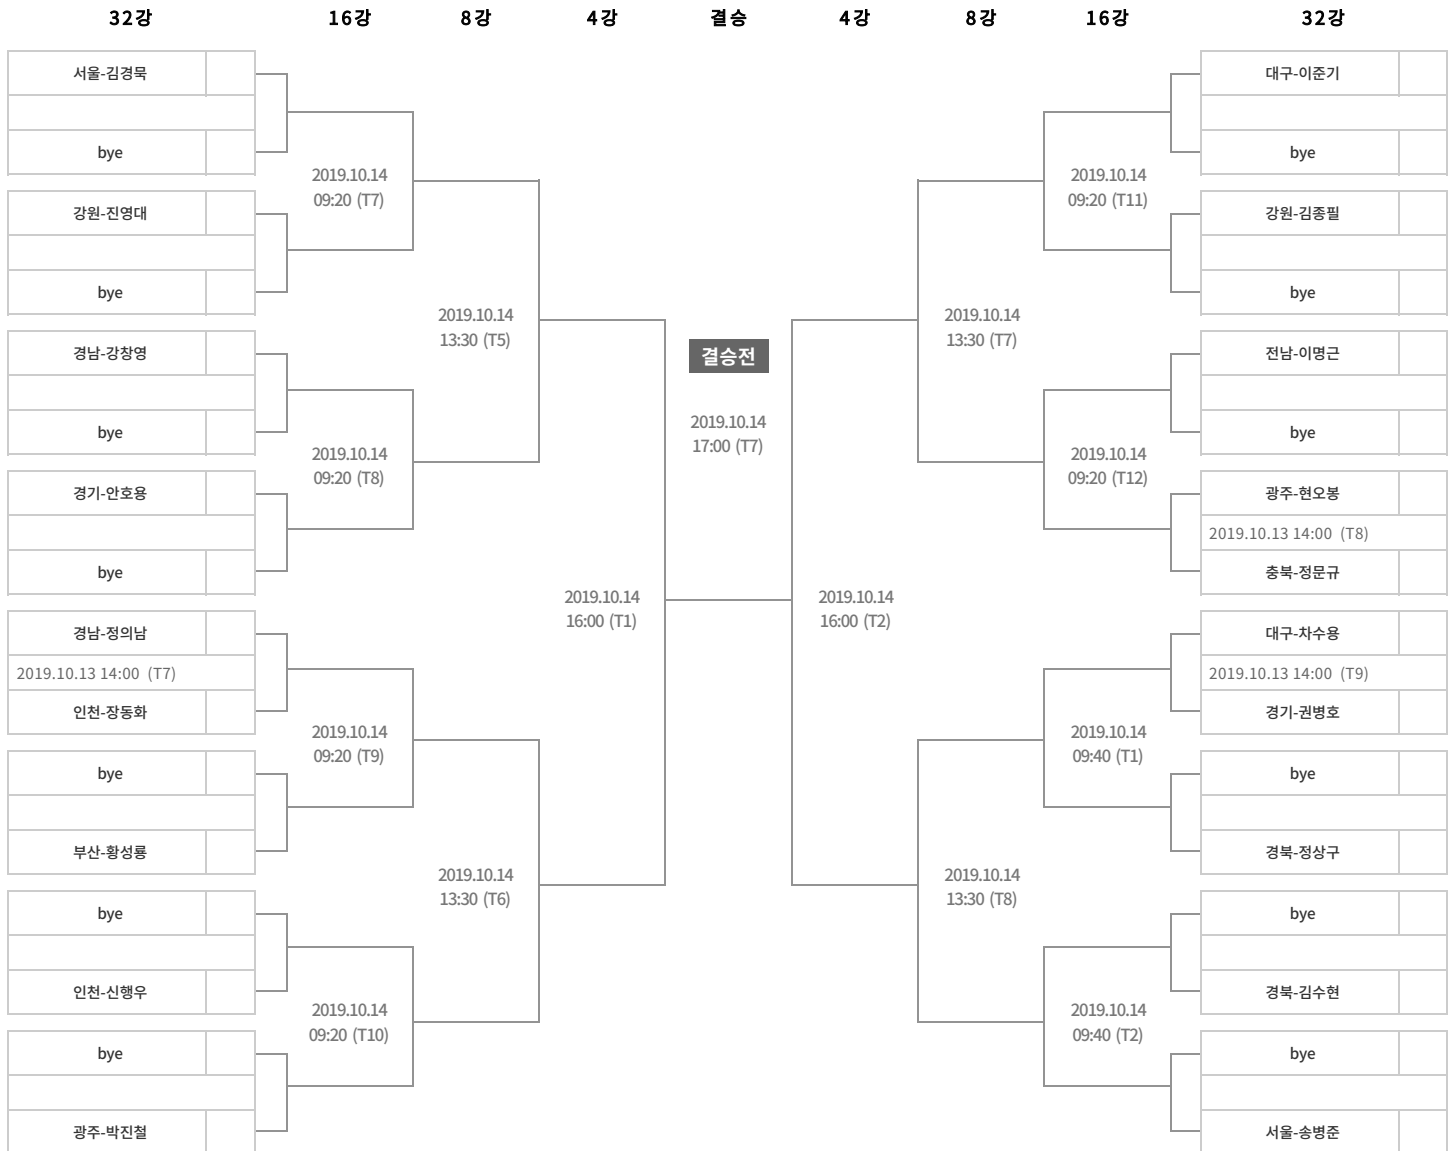 32강 16강 8강 4강 결승 4강 8강 16강 32강
서울-김경묵
bye
강원-진영대
bye
경남-강창영
bye
경기-안호용
bye
경남-정의남
2019.10.13 14:00 (T7)
인천-장동화
bye
부산-황성룡
bye
인천-신행우
bye
광주-박진철
2019.10.14
09:20 (T7)
2019.10.14
09:20 (T8)
2019.10.14
09:20 (T9)
2019.10.14
09:20 (T10)
2019.10.14
13:30 (T5)
2019.10.14
13:30 (T6)
2019.10.14
16:00 (T1)
결승전
2019.10.14
17:00 (T7)
2019.10.14
16:00 (T2)
2019.10.14
13:30 (T7)
2019.10.14
13:30 (T8)
2019.10.14
09:20 (T11)
2019.10.14
09:20 (T12)
2019.10.14
09:40 (T1)
2019.10.14
09:40 (T2)
대구-이준기
bye
강원-김종필
bye
전남-이명근
bye
광주-현오봉
2019.10.13 14:00 (T8)
충북-정문규
대구-차수용
2019.10.13 14:00 (T9)
경기-권병호
bye
경북-정상구
bye
경북-김수현
bye
서울-송병준